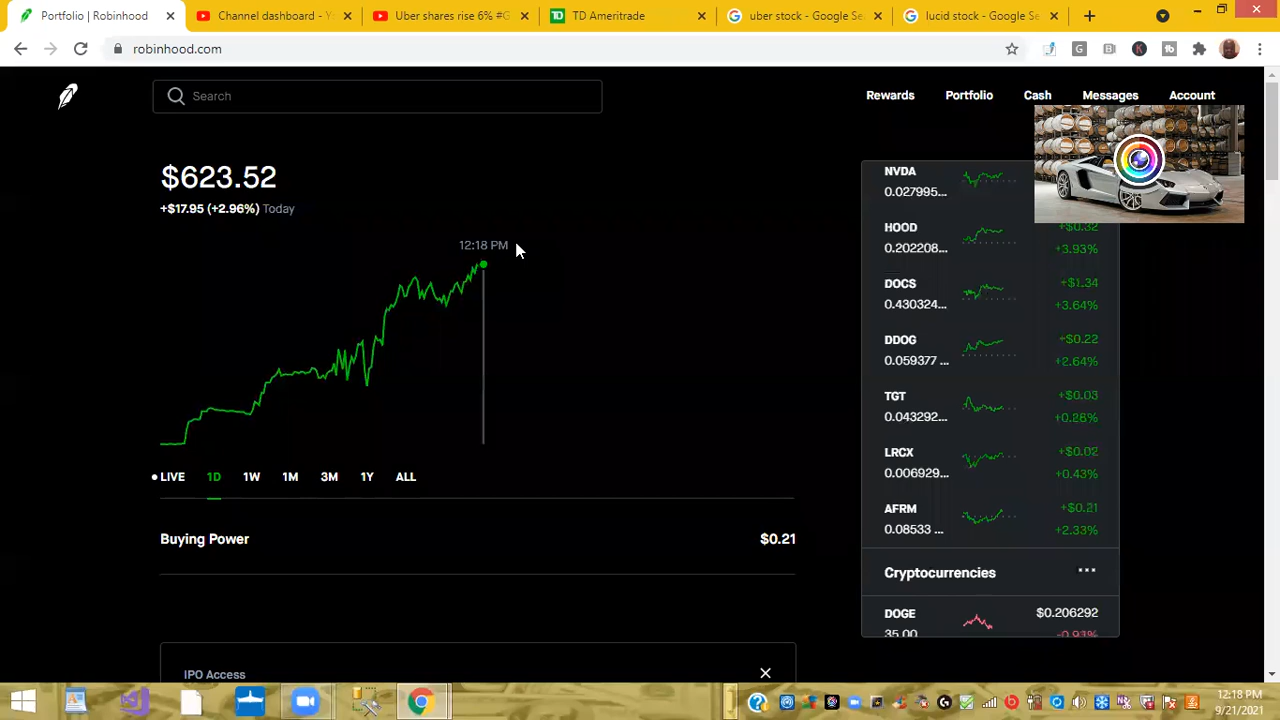 Portfolio | Robinhood
Channel dashboard - Y
Uber shares rise 6% #G
TD Ameritrade
uber stock - Google Se
lucid stock - Google Se
robinhood.com
Search
Rewards
Portfolio
Cash
Messages
Account
$623.52
+$17.95 (+2.96%) Today
12:18 PM
LIVE
1D
1W
1M
3M
1Y
ALL
Buying Power
$0.21
IPO Access
NVDA
0.027995...
HOOD
+$0.32
0.202208...
+3.93%
DOCS
+$1.34
0.430324...
+3.64%
DDOG
+$0.22
0.059377 ...
+2.64%
TGT
+$0.03
0.043292...
+0.28%
LRCX
+$0.02
0.006929...
+0.43%
AFRM
+$0.21
0.08533 ...
+2.33%
Cryptocurrencies
DOGE
$0.206292
35.00
-0.93%
12:18 PM
9/21/2021